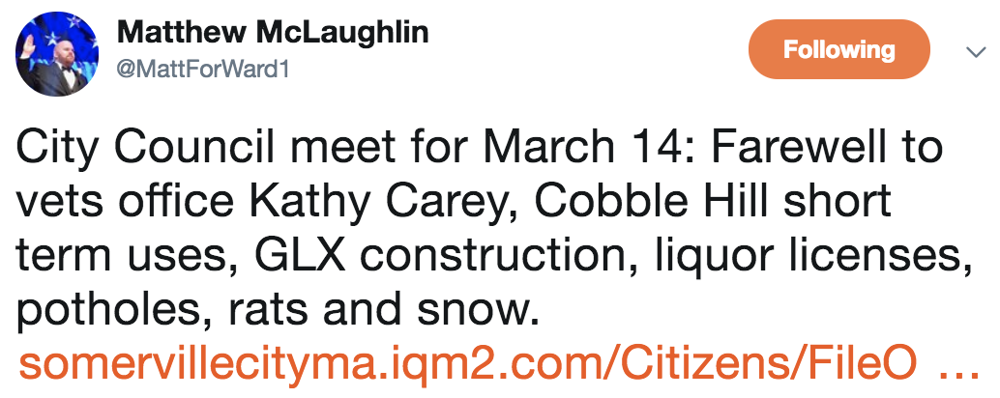 Matthew McLaughlin
@MattForWard1
Following
City Council meet for March 14: Farewell to
vets office Kathy Carey, Cobble Hill short
term uses, GLX construction, liquor licenses,
potholes, rats and snow.
somervillecityma.iqm2.com/Citizens/FileO ...